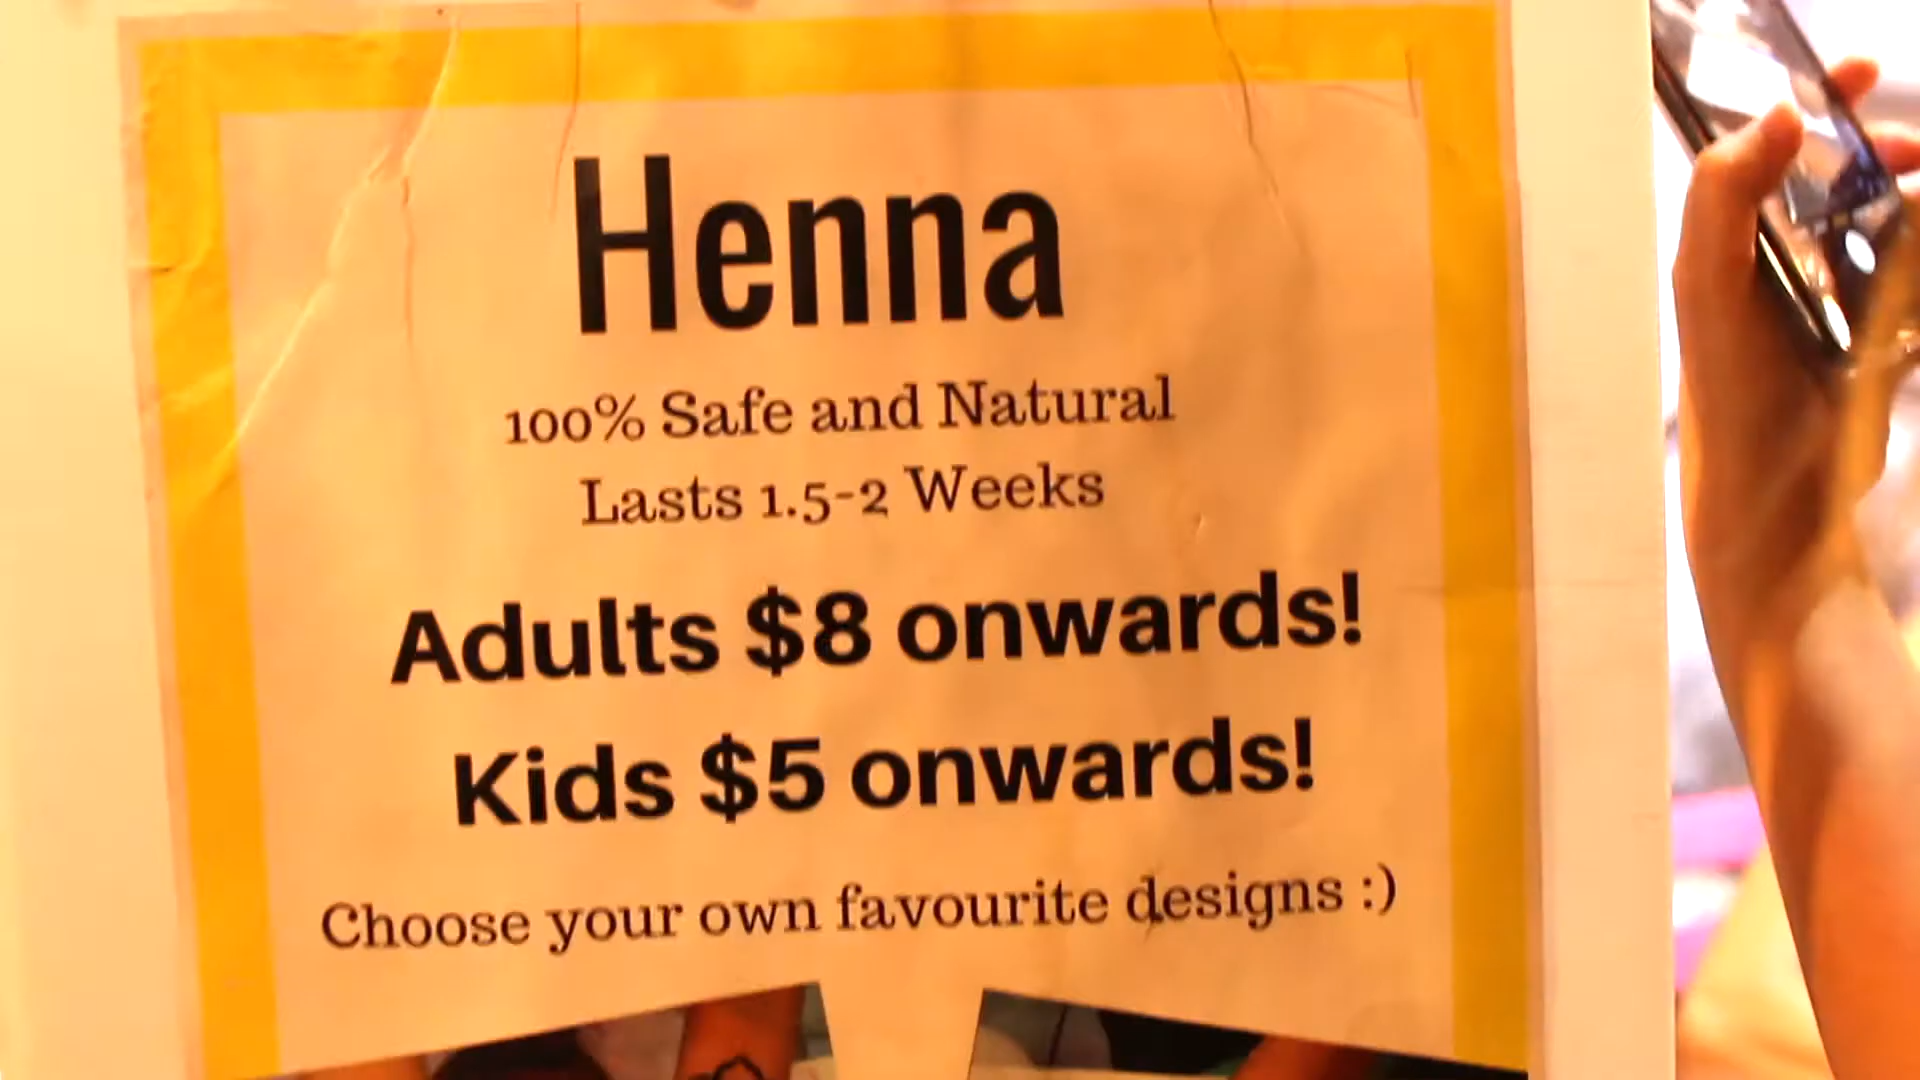 Henna
100% Safe and Natural
Lasts 1.5-2 Weeks
Adults $8 onwards!
Kids $5 onwards!
Choose your own favourite designs :)